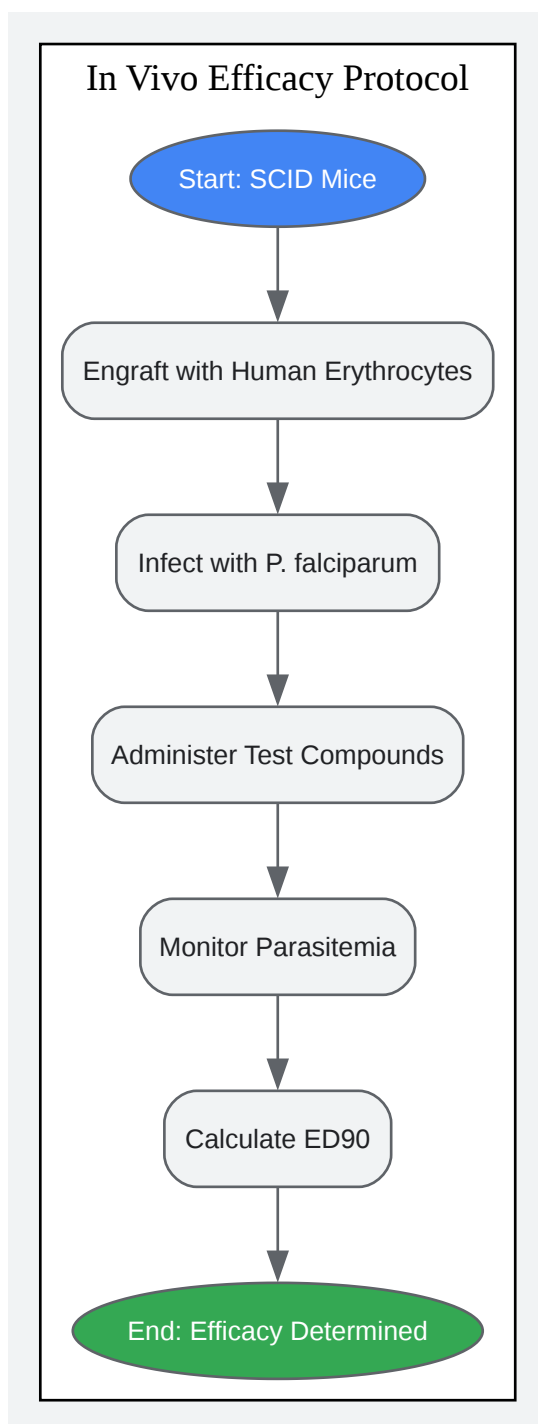 In Vivo Efficacy Protocol
Start: SCID Mice
Engraft with Human Erythrocytes
Infect with P. falciparum
Administer Test Compounds
Monitor Parasitemia
Calculate ED90
End: Efficacy Determined